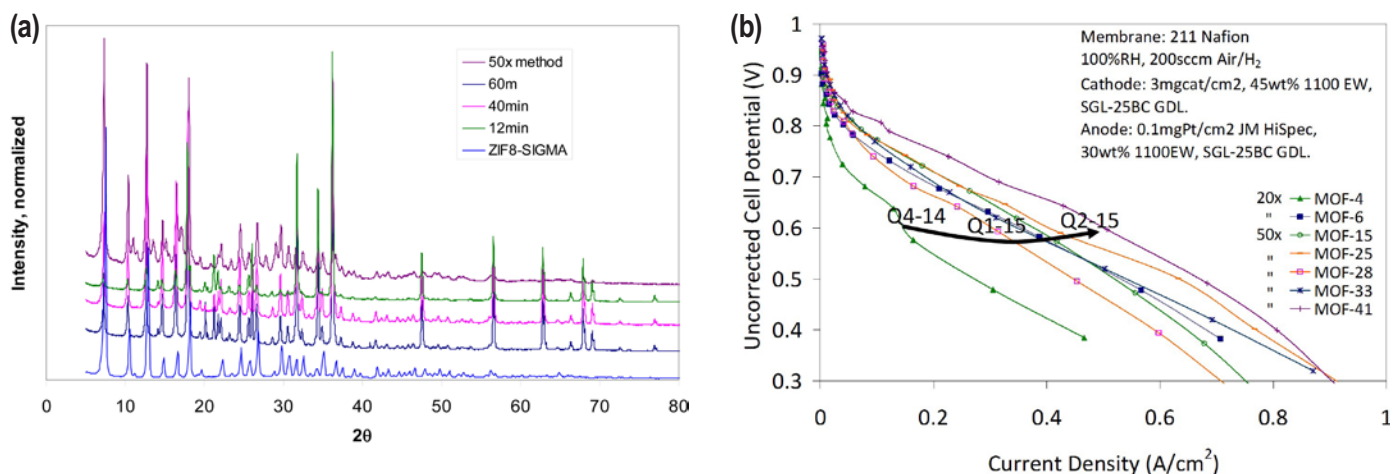 (a)
Intensity, normalized
50x method
60m
40min
12min
ZIF8-SIGMA
0 10 20 30 40 50 60 70 80
2θ
(b)
Uncorrected Cell Potential (V)
1
0.9
0.8
0.7
0.6
0.5
0.4
0.3
Membrane: 211 Nafion
100%RH, 200sccm Air/H₂
Cathode: 3mgcat/cm2, 45wt% 1100 EW,
SGL-25BC GDL.
Anode: 0.1mgPt/cm2 JM HiSpec,
30wt% 1100EW, SGL-25BC GDL.
Q4-14
Q1-15
Q2-15
20x MOF-4
" MOF-6
50x MOF-15
" MOF-25
" MOF-28
" MOF-33
" MOF-41
0 0.2 0.4 0.6 0.8 1
Current Density (A/cm²)